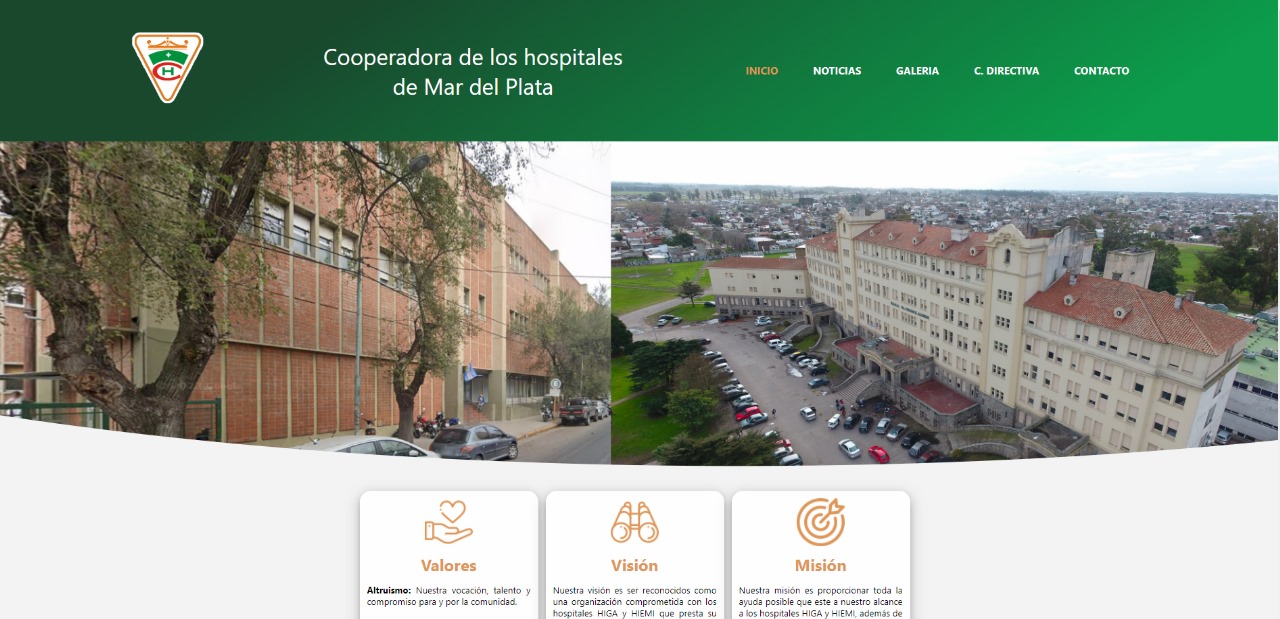 Cooperadora de los hospitales
de Mar del Plata
INICIO NOTICIAS GALERIA C. DIRECTIVA CONTACTO
CH
Valores
Altruismo: Nuestra vocación, talento y
compromiso para y por la comunidad.
Visión
Nuestra visión es ser reconocidos como
una organización comprometida con los
hospitales HIGA y HIEMI que presta su
Misión
Nuestra misión es proporcionar toda la
ayuda posible que este a nuestro alcance
a los hospitales HIGA y HIEMI, además de